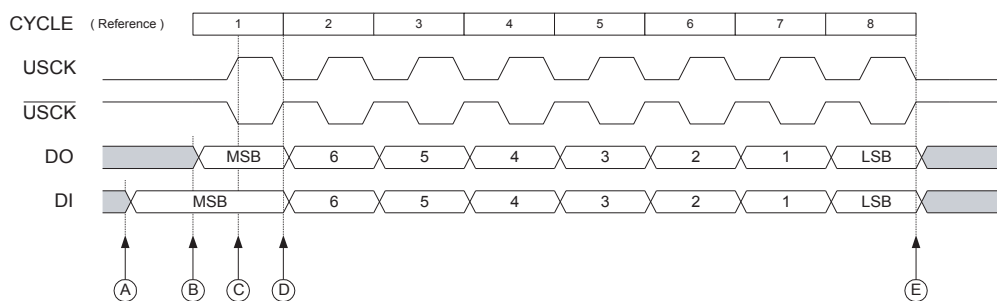 CYCLE ( Reference ) 1 2 3 4 5 6 7 8
USCK
USCK
DO MSB 6 5 4 3 2 1 LSB
DI MSB 6 5 4 3 2 1 LSB
A B C D E